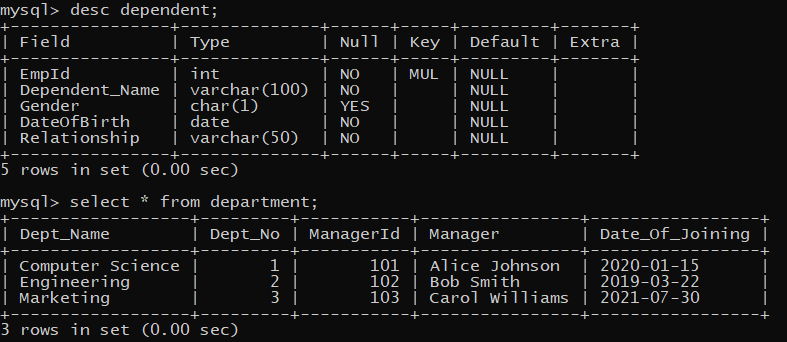 mysql> desc dependent;
+----------------+--------------+------+-----+---------+-------+
| Field          | Type         | Null | Key | Default | Extra |
+----------------+--------------+------+-----+---------+-------+
| EmpId          | int          | NO   | MUL | NULL    |       |
| Dependent_Name | varchar(100) | NO   |     | NULL    |       |
| Gender         | char(1)      | YES  |     | NULL    |       |
| DateOfBirth    | date         | NO   |     | NULL    |       |
| Relationship   | varchar(50)  | NO   |     | NULL    |       |
+----------------+--------------+------+-----+---------+-------+
5 rows in set (0.00 sec)

mysql> select * from department;
+------------------+---------+-----------+----------------+-----------------+
| Dept_Name        | Dept_No | ManagerId | Manager        | Date_Of_Joining |
+------------------+---------+-----------+----------------+-----------------+
| Computer Science |       1 |       101 | Alice Johnson  | 2020-01-15      |
| Engineering      |       2 |       102 | Bob Smith      | 2019-03-22      |
| Marketing        |       3 |       103 | Carol Williams | 2021-07-30      |
+------------------+---------+-----------+----------------+-----------------+
3 rows in set (0.00 sec)